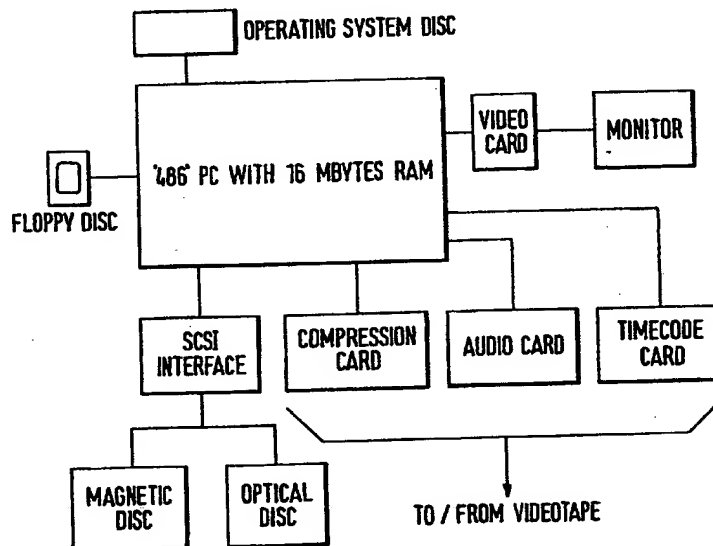 OPERATING SYSTEM DISC
VIDEO
CARD
MONITOR
'486' PC WITH 16 MBYTES RAM
FLOPPY DISC
SCSI
INTERFACE
COMPRESSION
CARD
AUDIO CARD
TIMECODE
CARD
MAGNETIC
DISC
OPTICAL
DISC
TO / FROM VIDEOTAPE